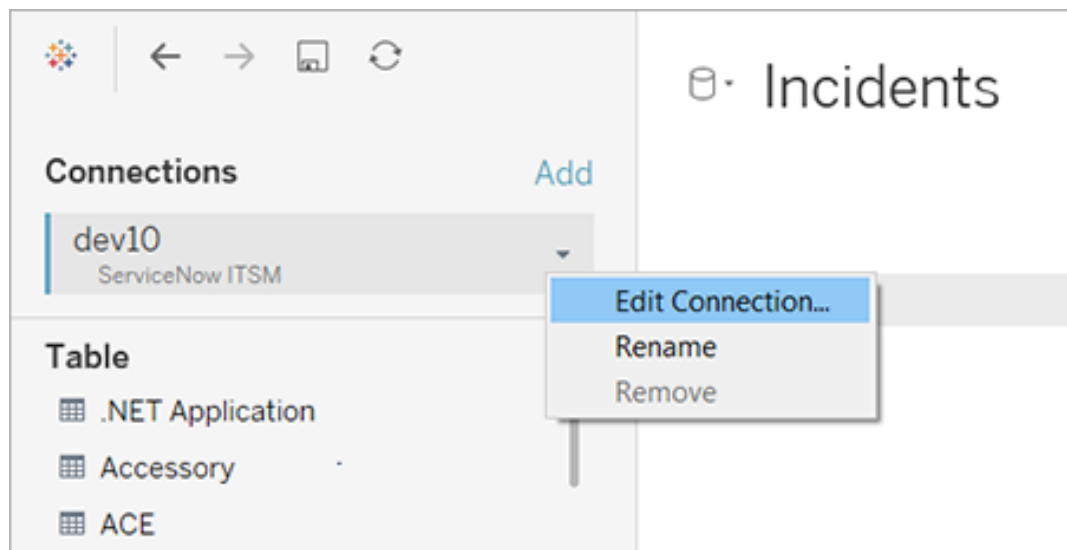 Incidents
Connections
Add
dev10
ServiceNow ITSM
Edit Connection...
Rename
Remove
Table
.NET Application
Accessory
ACE